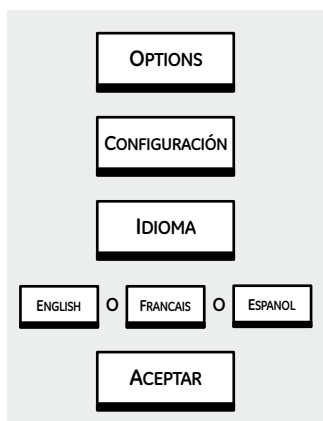 OPTIONS
CONFIGURACIÓN
IDIOMA
ENGLISH O FRANCAIS O ESPANOL
ACEPTAR